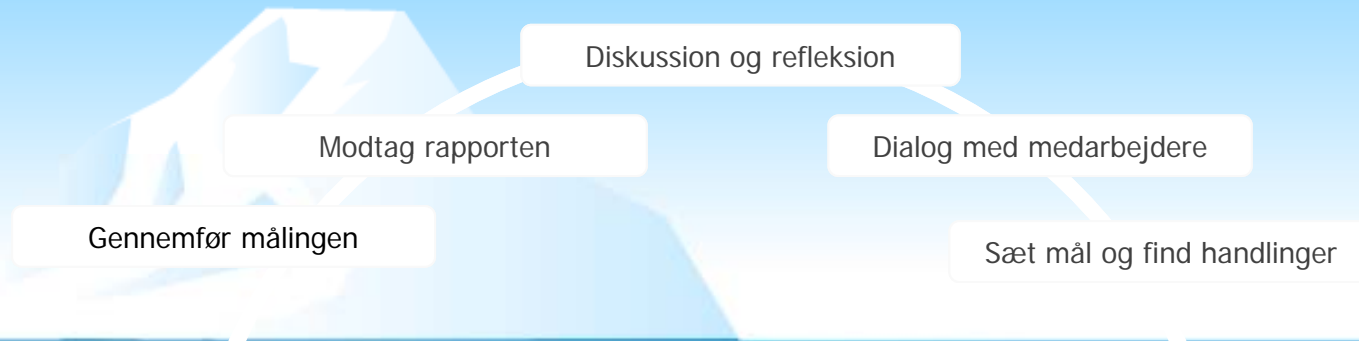 Diskussion og refleksion
Modtag rapporten
Dialog med medarbejdere
Gennemfør målingen
Sæt mål og find handlinger